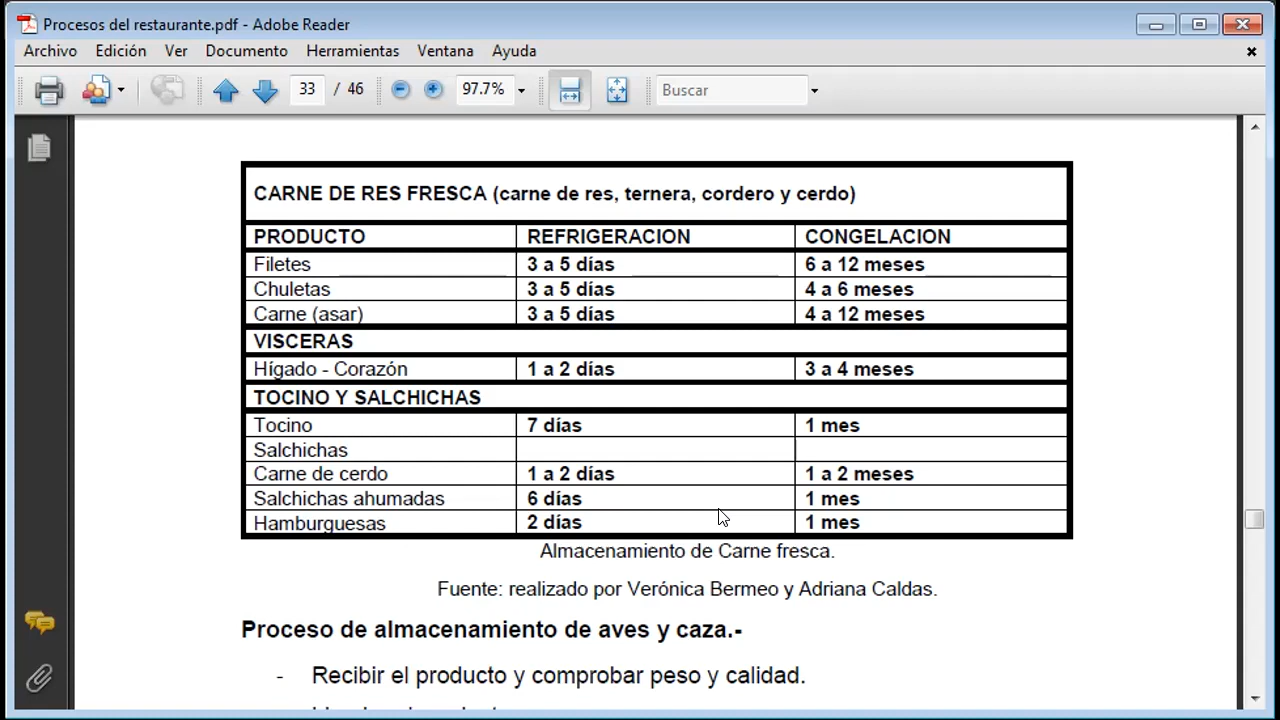 Procesos del restaurante.pdf - Adobe Reader
Archivo Edición Ver Documento Herramientas Ventana Ayuda
33 / 46 97.7% Buscar
CARNE DE RES FRESCA (carne de res, ternera, cordero y cerdo)
PRODUCTO REFRIGERACION CONGELACION
Filetes 3 a 5 días 6 a 12 meses
Chuletas 3 a 5 días 4 a 6 meses
Carne (asar) 3 a 5 días 4 a 12 meses
VISCERAS
Hígado - Corazón 1 a 2 días 3 a 4 meses
TOCINO Y SALCHICHAS
Tocino 7 días 1 mes
Salchichas
Carne de cerdo 1 a 2 días 1 a 2 meses
Salchichas ahumadas 6 días 1 mes
Hamburguesas 2 días 1 mes
Almacenamiento de Carne fresca.
Fuente: realizado por Verónica Bermeo y Adriana Caldas.
Proceso de almacenamiento de aves y caza.-
- Recibir el producto y comprobar peso y calidad.